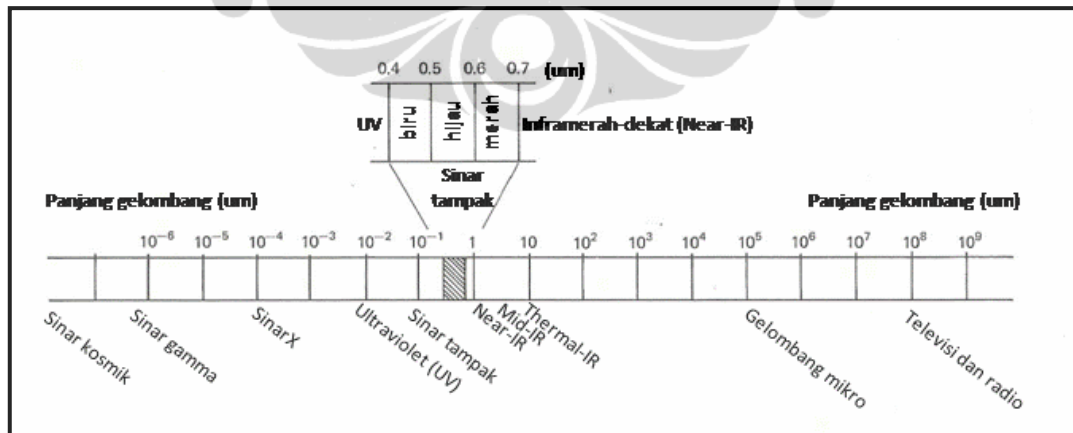 0.4 0.5 0.6 0.7 (um)
UV biru hijau merah Inframerah-dekat (Near-IR)
Sinar
tampak
Panjang gelombang (um) Panjang gelombang (um)
10⁻⁶ 10⁻⁵ 10⁻⁴ 10⁻³ 10⁻² 10⁻¹ 1 10 10² 10³ 10⁴ 10⁵ 10⁶ 10⁷ 10⁸ 10⁹
Sinar kosmik
Sinar gamma
SinarX
Ultraviolet (UV)
Sinar tampak
Near-IR
Mid-IR
Thermal-IR
Gelombang mikro
Televisi dan radio